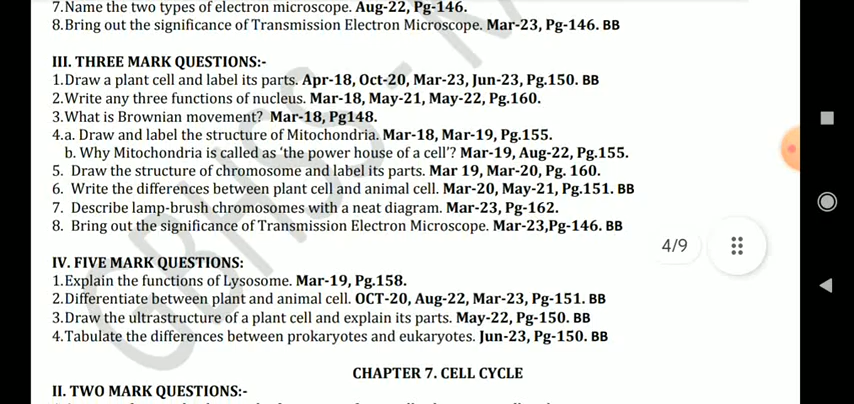 7.Name the two types of electron microscope. Aug-22, Pg-146.
8.Bring out the significance of Transmission Electron Microscope. Mar-23, Pg-146. BB
III. THREE MARK QUESTIONS:-
1.Draw a plant cell and label its parts. Apr-18, Oct-20, Mar-23, Jun-23, Pg.150. BB
2.Write any three functions of nucleus. Mar-18, May-21, May-22, Pg.160.
3.What is Brownian movement? Mar-18, Pg148.
4.a. Draw and label the structure of Mitochondria. Mar-18, Mar-19, Pg.155.
b. Why Mitochondria is called as 'the power house of a cell'? Mar-19, Aug-22, Pg.155.
5. Draw the structure of chromosome and label its parts. Mar 19, Mar-20, Pg. 160.
6. Write the differences between plant cell and animal cell. Mar-20, May-21, Pg.151. BB
7. Describe lamp-brush chromosomes with a neat diagram. Mar-23, Pg-162.
8. Bring out the significance of Transmission Electron Microscope. Mar-23,Pg-146. BB
4/9
IV. FIVE MARK QUESTIONS:
1.Explain the functions of Lysosome. Mar-19, Pg.158.
2.Differentiate between plant and animal cell. OCT-20, Aug-22, Mar-23, Pg-151. BB
3.Draw the ultrastructure of a plant cell and explain its parts. May-22, Pg-150. BB
4.Tabulate the differences between prokaryotes and eukaryotes. Jun-23, Pg-150. BB
CHAPTER 7. CELL CYCLE
II. TWO MARK QUESTIONS:-
GBHSS - M